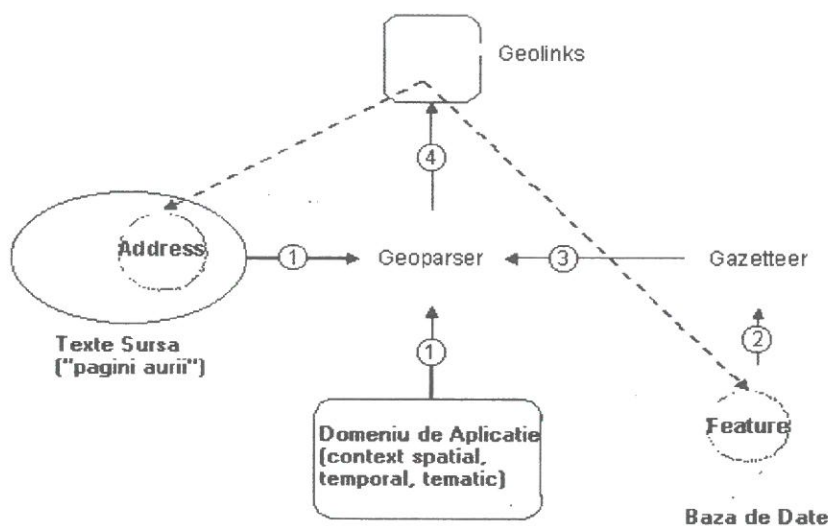 Geolinks
4
Address
1
Geoparser
3
Gazetteer
Texte Sursa
("pagini aurii")
1
2
Domeniu de Aplicatie
(context spatial,
temporal, tematic)
Feature
Baza de Date